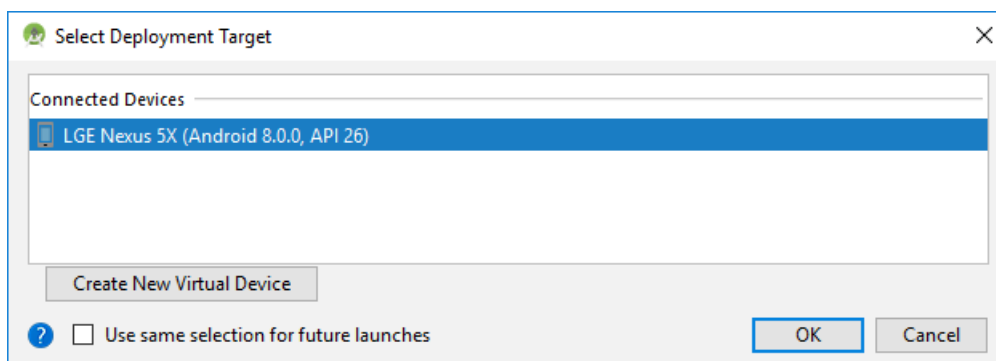 Select Deployment Target
Connected Devices
LGE Nexus 5X (Android 8.0.0, API 26)
Create New Virtual Device
? Use same selection for future launches OK Cancel